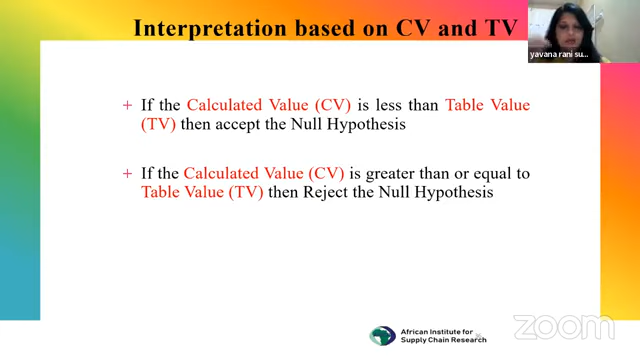 Interpretation based on CV and TV
yavana rani su...
+ If the Calculated Value (CV) is less than Table Value
(TV) then accept the Null Hypothesis
+ If the Calculated Value (CV) is greater than or equal to
Table Value (TV) then Reject the Null Hypothesis
African Institute for
Supply Chain Research
zoom